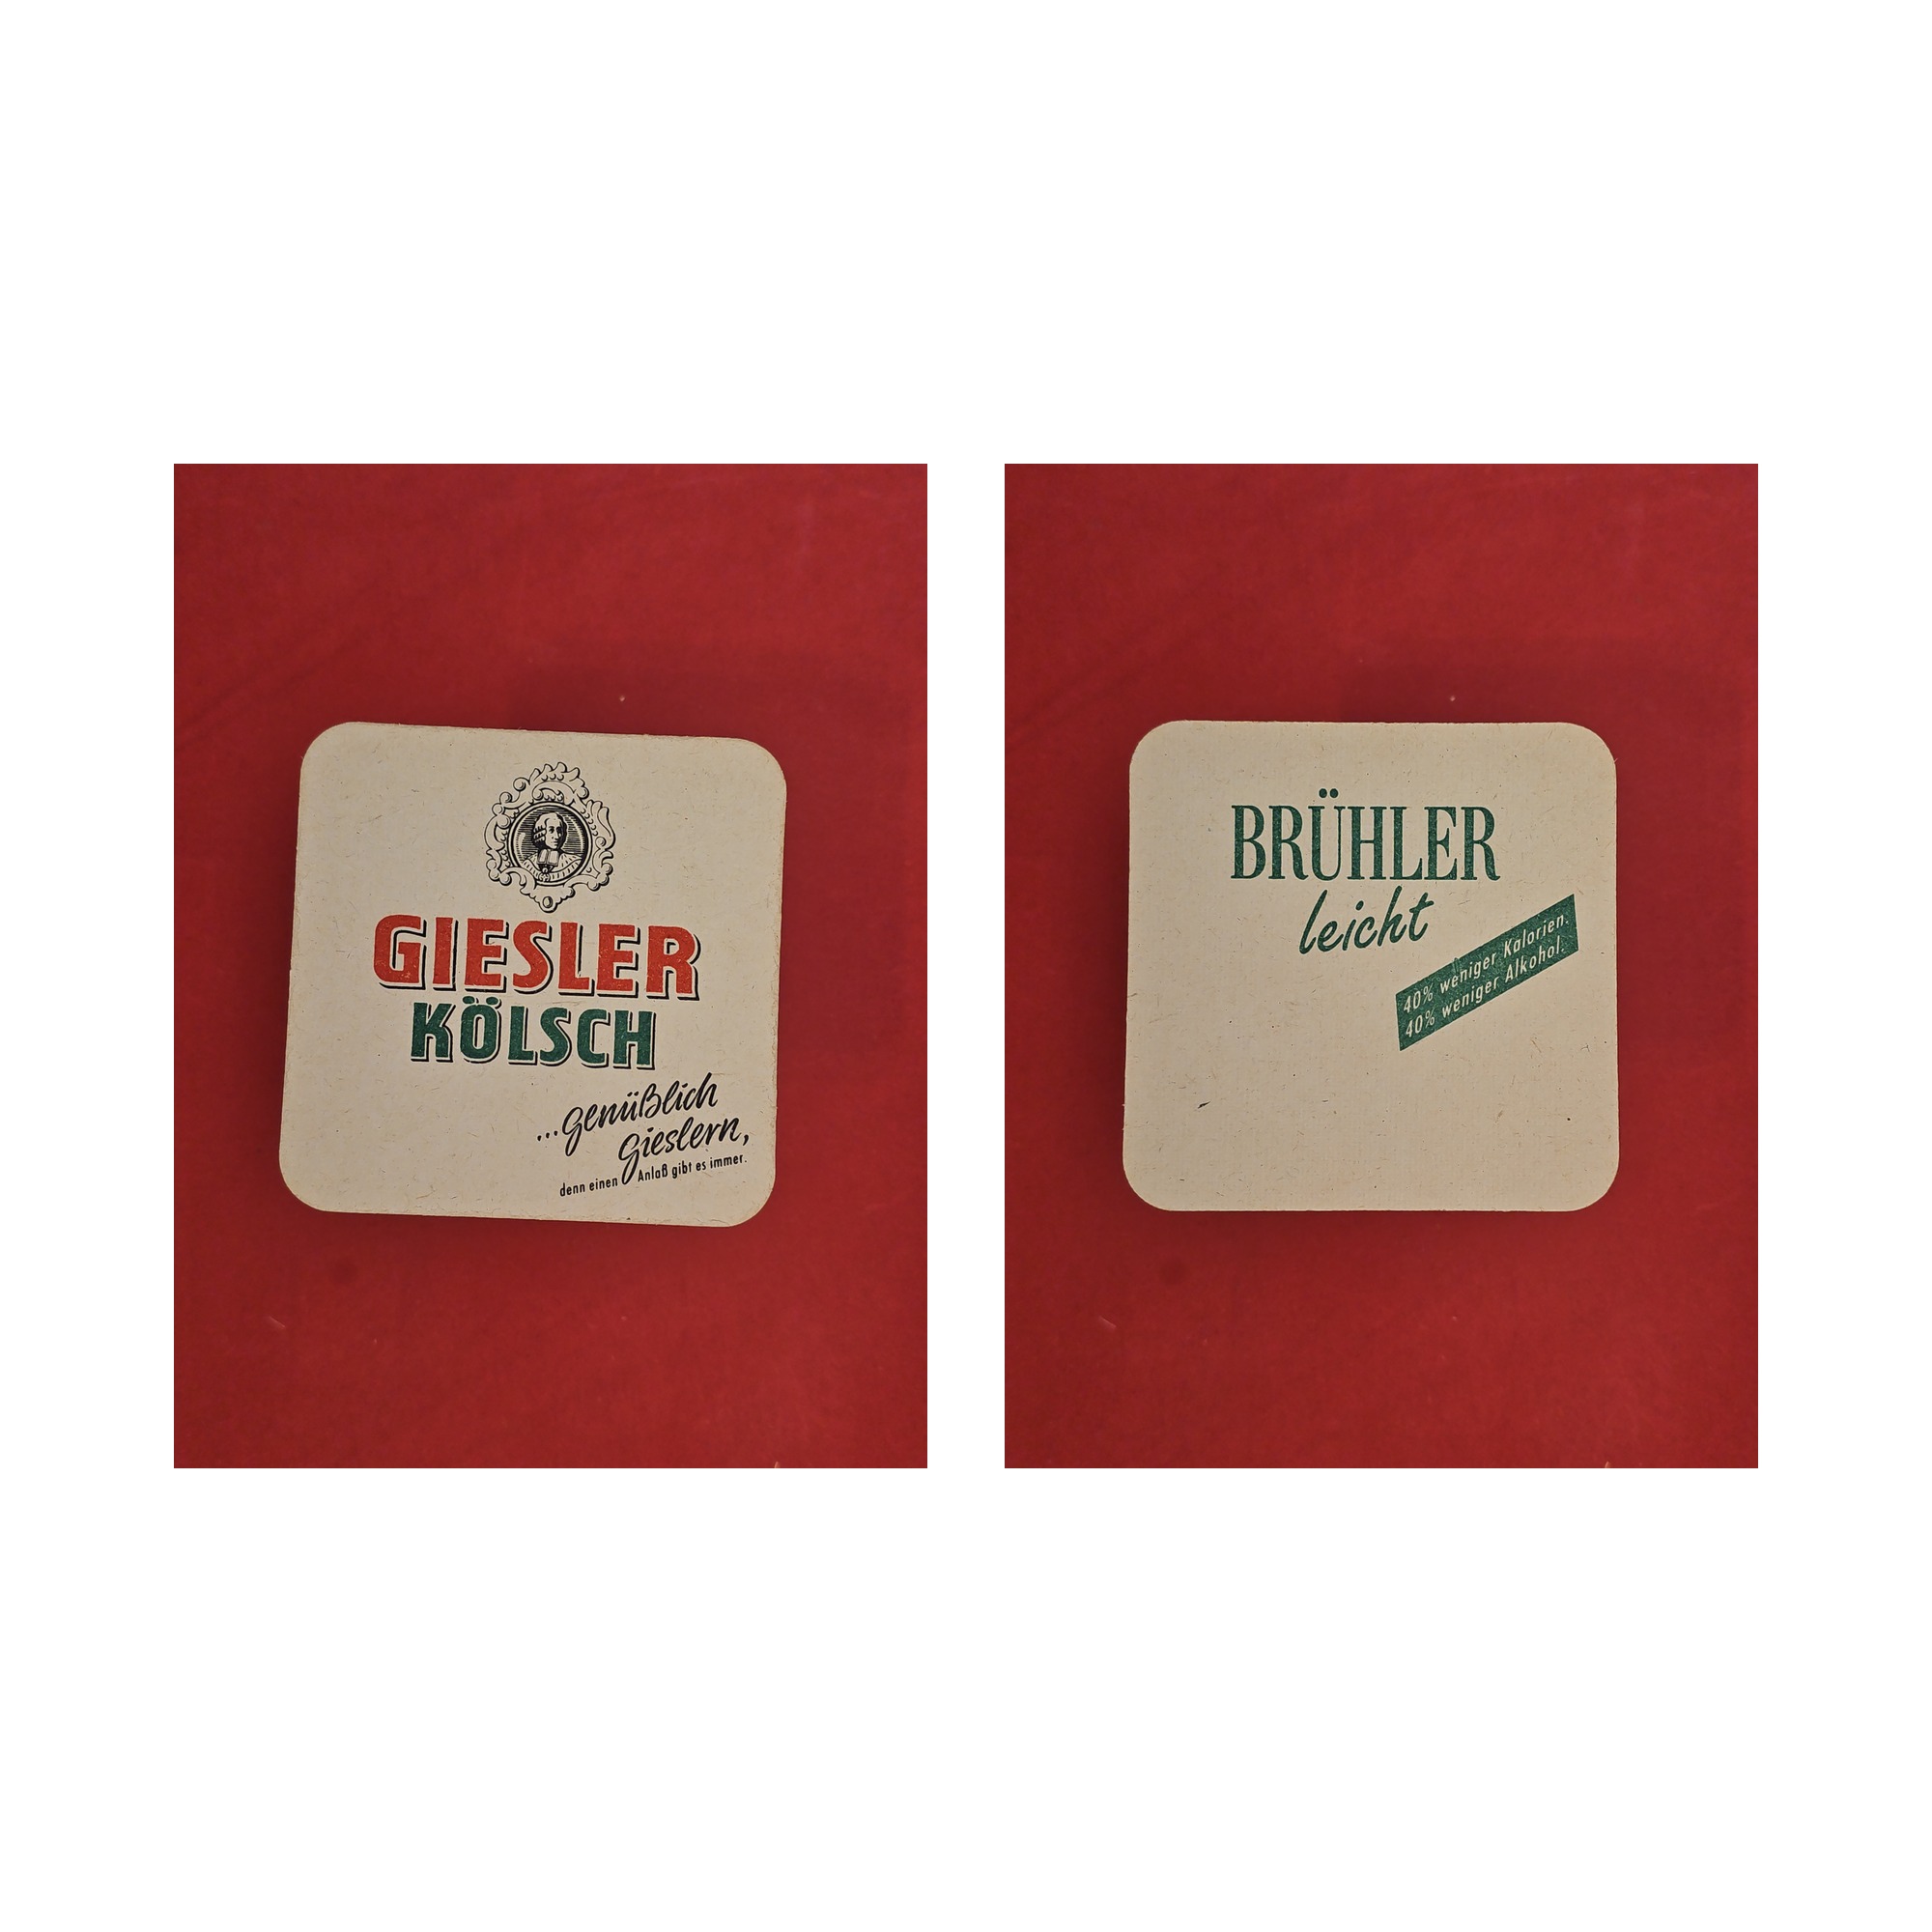 GIESLER
KÖLSCH
...genüßlich
gieslern,
denn einen Anlaß gibt es immer.
BRÜHLER
leicht
40% weniger Kalorien.
40% weniger Alkohol.